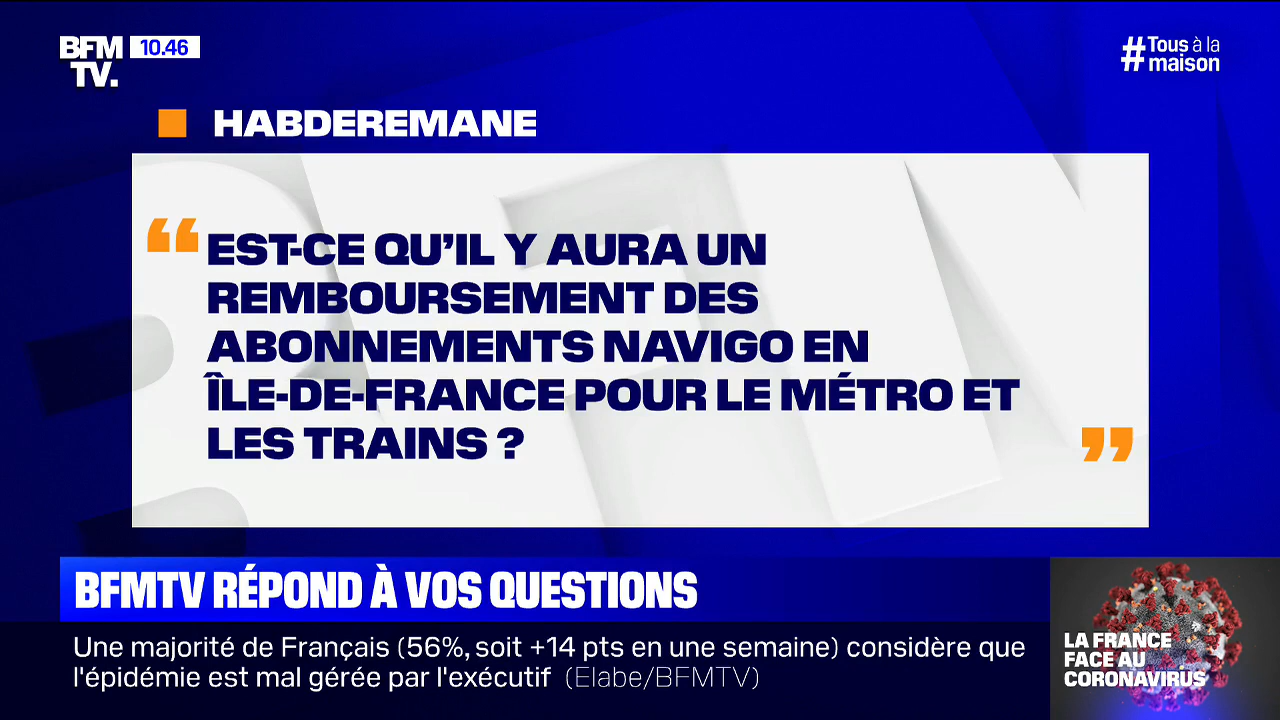 BFM
TV.
10.46
#Tous à la
maison
HABDEREMANE
“EST-CE QU'IL Y AURA UN
REMBOURSEMENT DES
ABONNEMENTS NAVIGO EN
ÎLE-DE-FRANCE POUR LE MÉTRO ET
LES TRAINS ?”
BFMTV RÉPOND À VOS QUESTIONS
Une majorité de Français (56%, soit +14 pts en une semaine) considère que
l'épidémie est mal gérée par l'exécutif (Elabe/BFMTV)
LA FRANCE
FACE AU
CORONAVIRUS